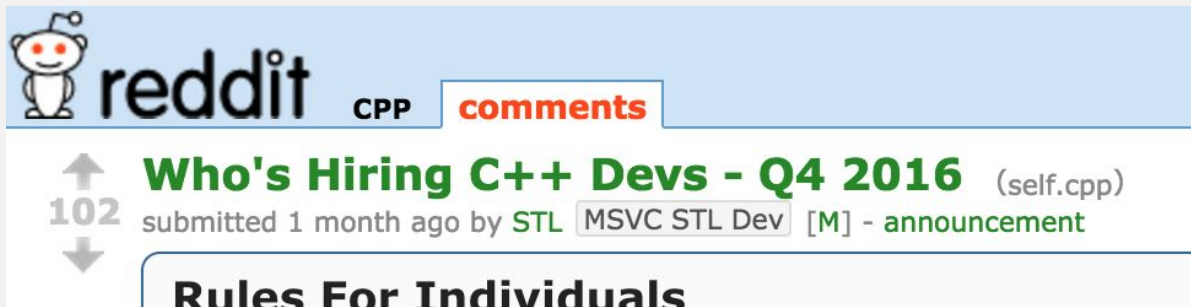 reddit CPP comments
Who's Hiring C++ Devs - Q4 2016 (self.cpp)
102
submitted 1 month ago by STL MSVC STL Dev [M] - announcement
Rules For Individuals